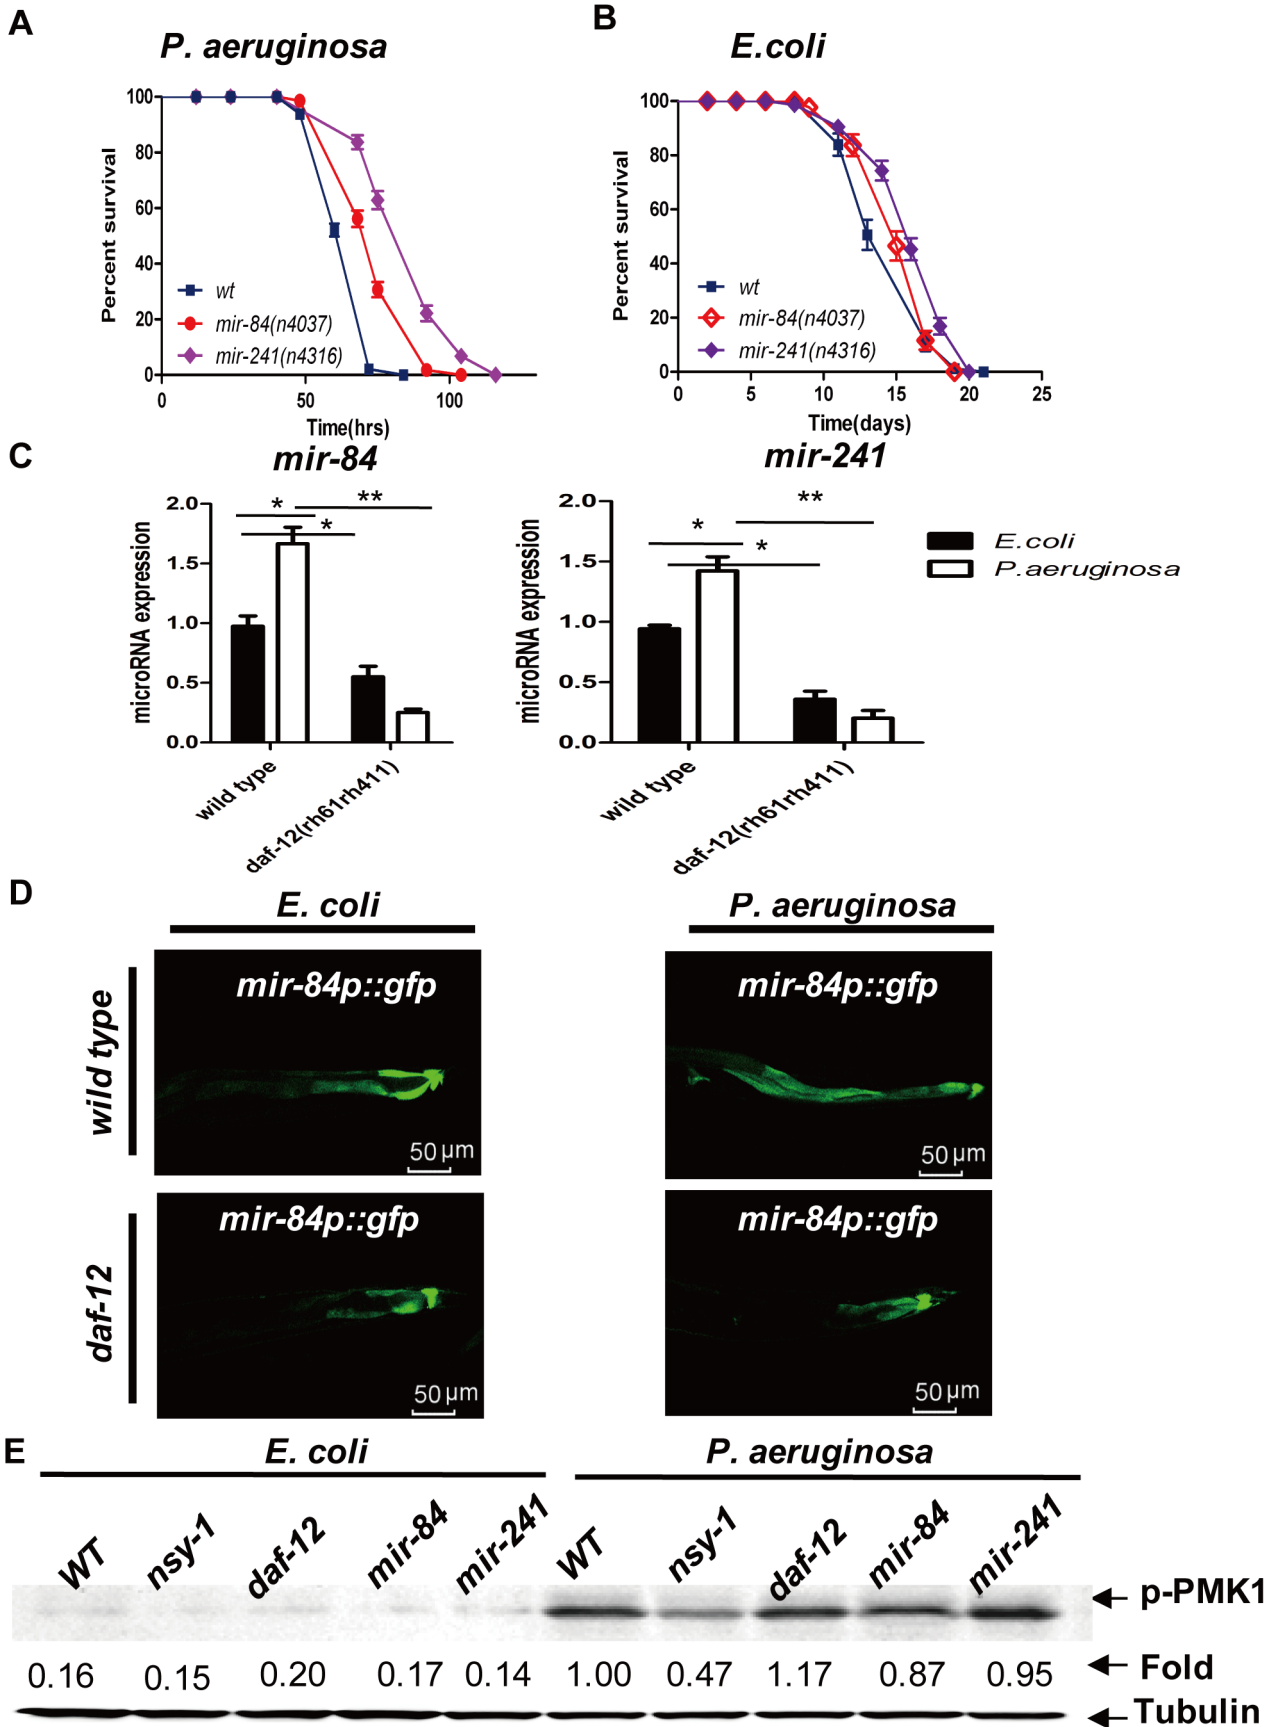 A
P. aeruginosa
100
80
60
40
20
0
Percent survival
wt
mir-84(n4037)
mir-241(n4316)
0 50 100
Time(hrs)
B
E.coli
100
80
60
40
20
0
Percent survival
wt
mir-84(n4037)
mir-241(n4316)
0 5 10 15 20 25
Time(days)
C
mir-84
2.0
1.5
1.0
0.5
0.0
microRNA expression
* **
*
wild type
daf-12(rh61rh411)
mir-241
2.0
1.5
1.0
0.5
0.0
microRNA expression
**
*
*
wild type
daf-12(rh61rh411)
E.coli
P.aeruginosa
D
E. coli
P. aeruginosa
wild type
mir-84p::gfp
50 µm
mir-84p::gfp
50 µm
daf-12
mir-84p::gfp
50 µm
mir-84p::gfp
50 µm
E
E. coli
P. aeruginosa
WT nsy-1 daf-12 mir-84 mir-241 WT nsy-1 daf-12 mir-84 mir-241
p-PMK1
0.16 0.15 0.20 0.17 0.14 1.00 0.47 1.17 0.87 0.95 Fold
Tubulin